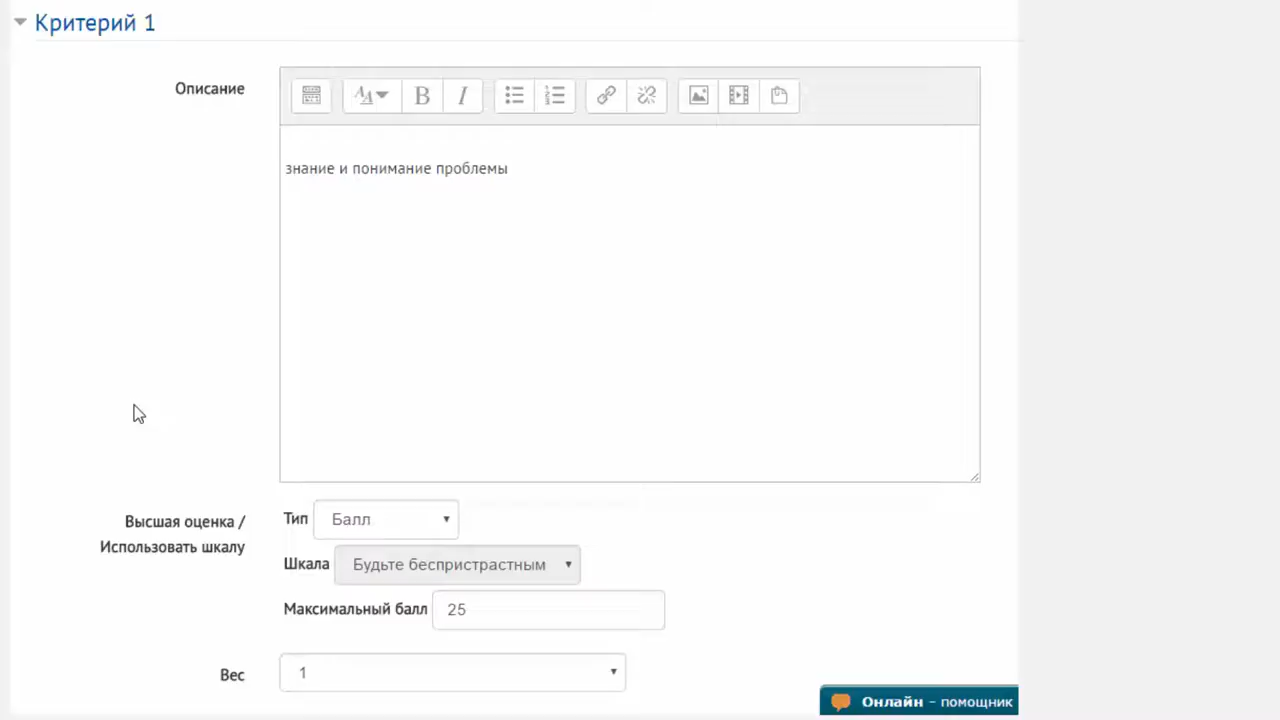 Критерий 1
Описание
знание и понимание проблемы
Высшая оценка /
Использовать шкалу
Тип Балл
Шкала Будьте беспристрастным
Максимальный балл 25
Вес 1
Онлайн - помощник